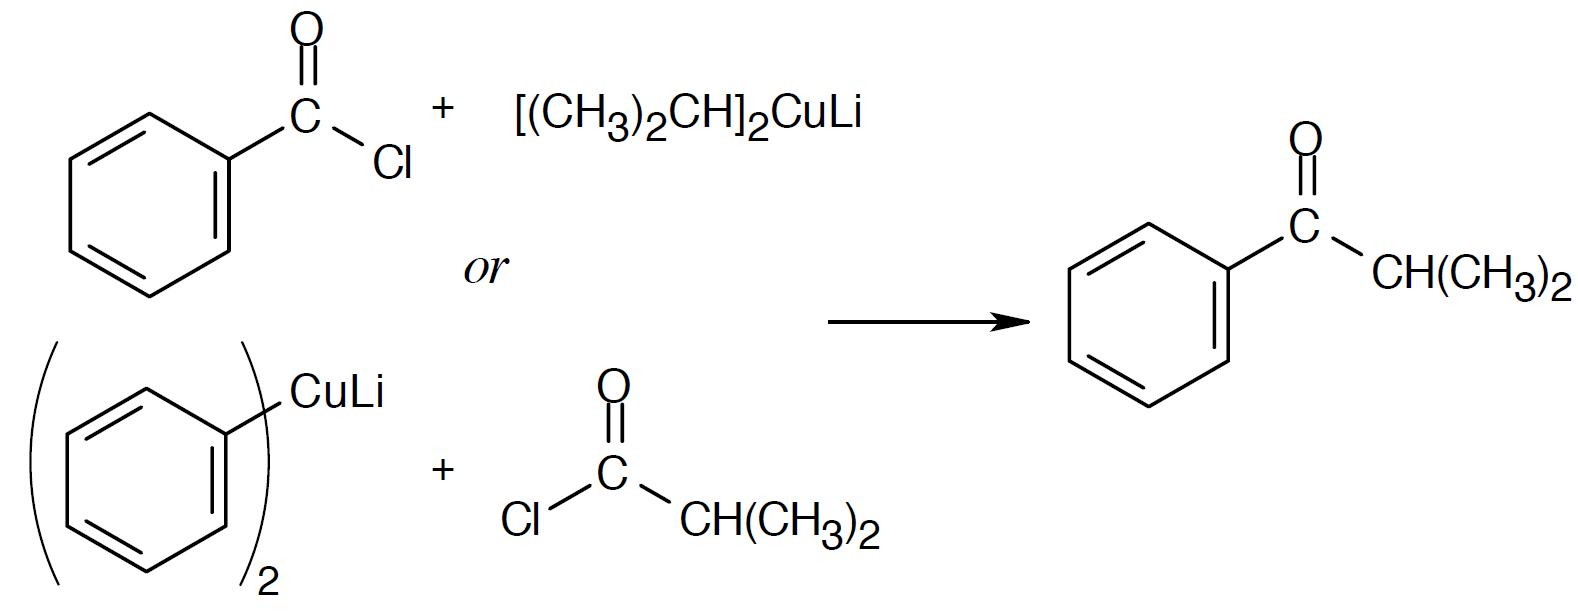 O
C
Cl
+
[(CH3)2CH]2CuLi
or
CuLi
2
+
O
C
Cl
CH(CH3)2
O
C
CH(CH3)2